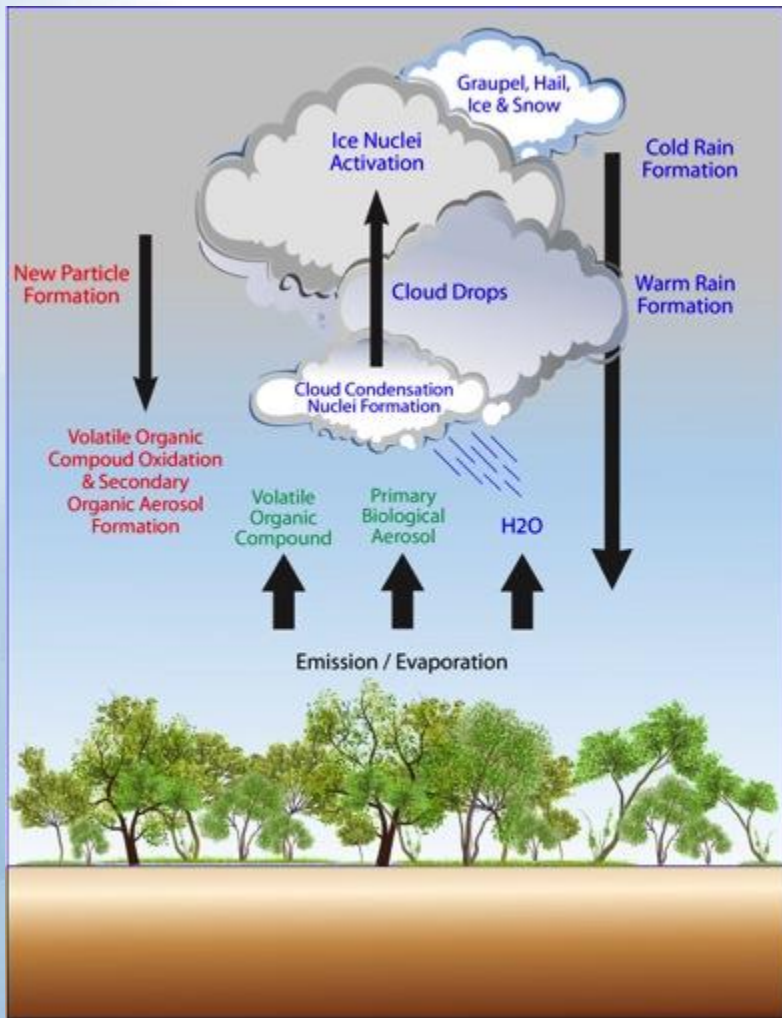 Graupel, Hail,
Ice & Snow
Ice Nuclei
Activation
Cold Rain
Formation
New Particle
Formation
Cloud Drops
Warm Rain
Formation
Cloud Condensation
Nuclei Formation
Volatile Organic
Compoud Oxidation
& Secondary
Organic Aerosol
Formation
Volatile
Organic
Compound
Primary
Biological
Aerosol
H2O
Emission / Evaporation